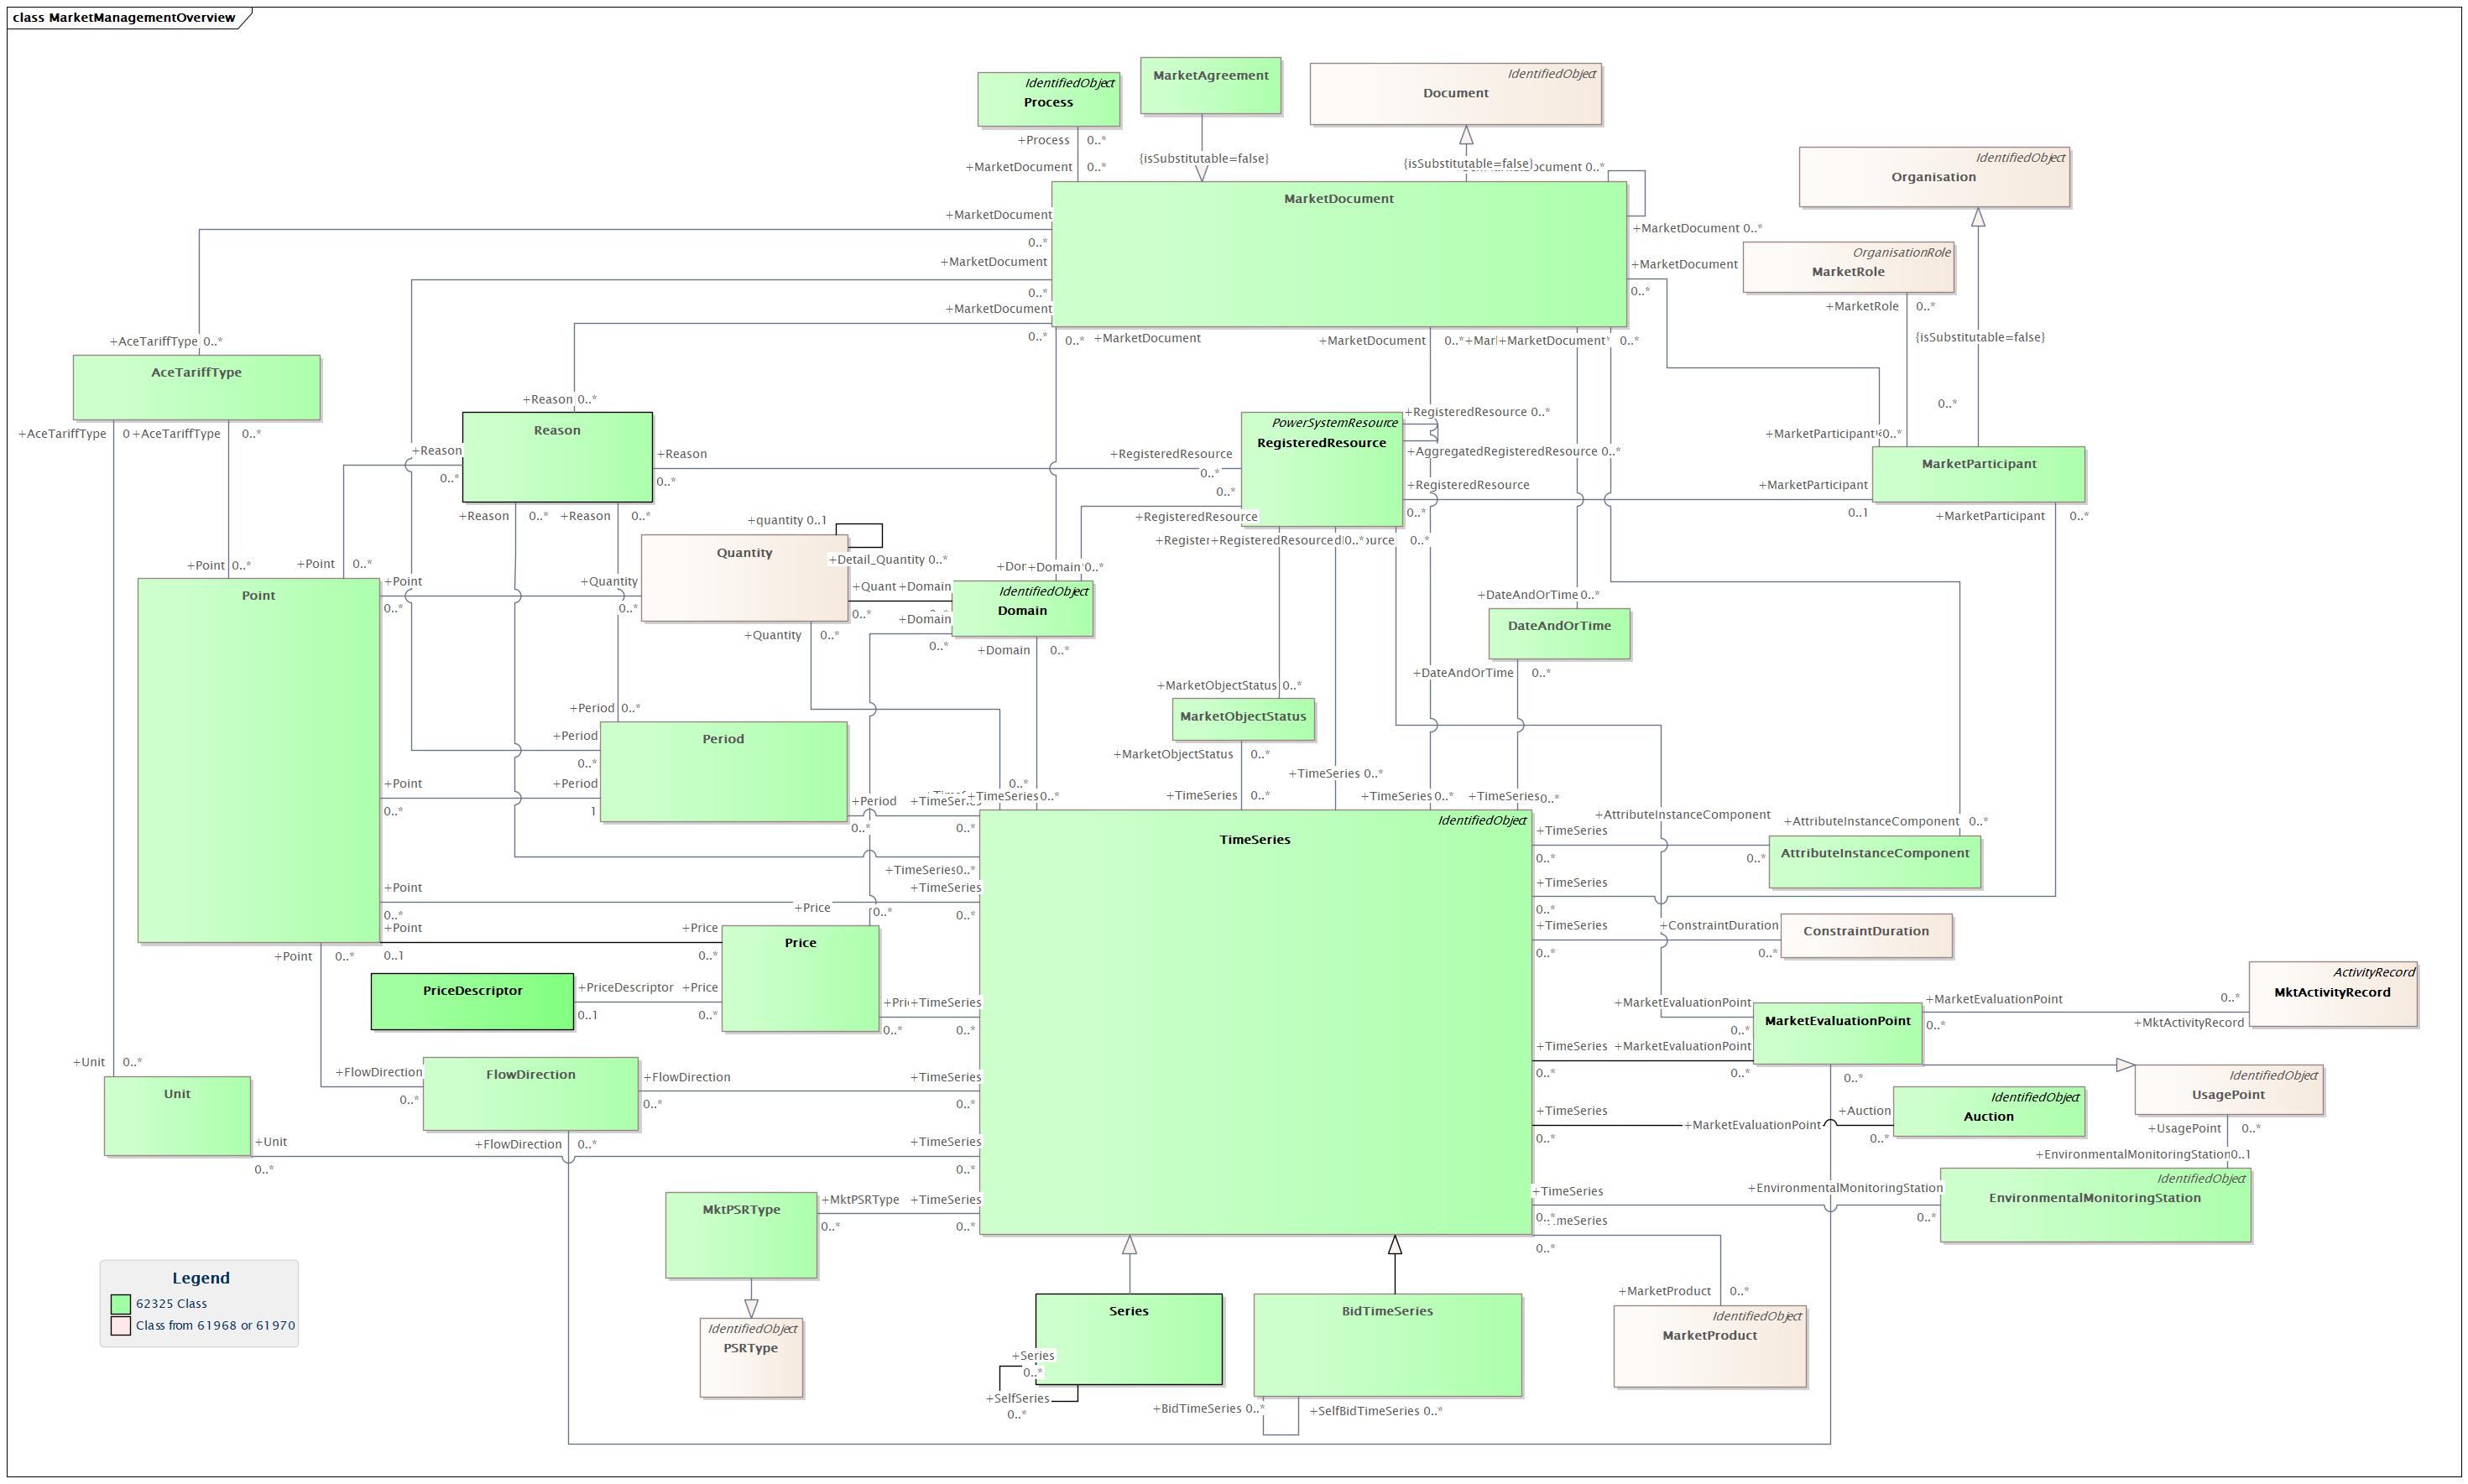 class MarketManagementOverview
IdentifiedObject
Process
MarketAgreement
IdentifiedObject
Document
+Process 0..*
+MarketDocument 0..*
{isSubstitutable=false}
{isSubstitutable=false}
0..*
IdentifiedObject
Organisation
MarketDocument
+MarketDocument
0..*
+MarketDocument
0..*
+MarketDocument
0..*
+MarketDocument 0..*
+MarketDocument
0..*
OrganisationRole
MarketRole
+MarketRole 0..*
{isSubstitutable=false}
0..*
0..* +MarketDocument
+MarketDocument 0..*
+MarketDocument 0..*
+AceTariffType 0..*
AceTariffType
+AceTariffType
+AceTariffType 0..*
+Reason 0..*
Reason
+Reason
0..*
+Reason
0..*
+Reason 0..*
+Reason 0..*
+RegisteredResource
0..*
0..*
+RegisteredResource
PowerSystemResource
RegisteredResource
+RegisteredResource 0..*
+AggregatedRegisteredResource 0..*
+RegisteredResource
0..*
+RegisteredResource
0..*
0..*
+MarketParticipant 0..*
MarketParticipant
+MarketParticipant
0..1
+MarketParticipant 0..*
+quantity 0..1
Quantity
+Detail_Quantity 0..*
+Quantity
0..*
0..*
+Quantity 0..*
+Domain 0..*
+Domain
IdentifiedObject
Domain
+Domain
0..*
+Domain 0..*
+Point 0..*
+Point 0..*
Point
+Point
0..*
+DateAndOrTime 0..*
DateAndOrTime
+DateAndOrTime 0..*
+MarketObjectStatus 0..*
MarketObjectStatus
+MarketObjectStatus 0..*
+Period 0..*
+Period
0..*
Period
+Period
1
+Point
0..*
+Period
0..*
0..*
+TimeSeries 0..*
+TimeSeries 0..*
+TimeSeries 0..*
+TimeSeries 0..*
+TimeSeries 0..*
0..*
IdentifiedObject
TimeSeries
+TimeSeries 0..*
+TimeSeries
0..*
+Point
0..*
+Price 0..*
+Point
0..1
+Price
0..*
Price
PriceDescriptor
+PriceDescriptor
0..1
+Price
0..*
0..*
+TimeSeries
0..*
+Point 0..*
+TimeSeries
0..*
+AttributeInstanceComponent
0..*
+AttributeInstanceComponent 0..*
AttributeInstanceComponent
+TimeSeries
0..*
+TimeSeries
0..*
+ConstraintDuration
0..*
ConstraintDuration
+MarketEvaluationPoint
0..*
MarketEvaluationPoint
+MarketEvaluationPoint
0..*
0..*
+MktActivityRecord
ActivityRecord
MktActivityRecord
+TimeSeries
0..*
+MarketEvaluationPoint
0..*
0..*
+MarketEvaluationPoint
+TimeSeries
0..*
+Auction
0..*
IdentifiedObject
Auction
IdentifiedObject
UsagePoint
+UsagePoint 0..*
+EnvironmentalMonitoringStation 0..1
IdentifiedObject
EnvironmentalMonitoringStation
+EnvironmentalMonitoringStation
0..*
+TimeSeries
0..*
0..*
+Unit 0..*
Unit
+Unit
0..*
+FlowDirection
0..*
FlowDirection
+FlowDirection
0..*
+FlowDirection 0..*
+TimeSeries
0..*
+TimeSeries
0..*
MktPSRType
+MktPSRType
0..*
+TimeSeries
0..*
IdentifiedObject
PSRType
Series
+Series
0..*
+SelfSeries
0..*
BidTimeSeries
+BidTimeSeries 0..*
+SelfBidTimeSeries 0..*
+MarketProduct 0..*
IdentifiedObject
MarketProduct
Legend
62325 Class
Class from 61968 or 61970